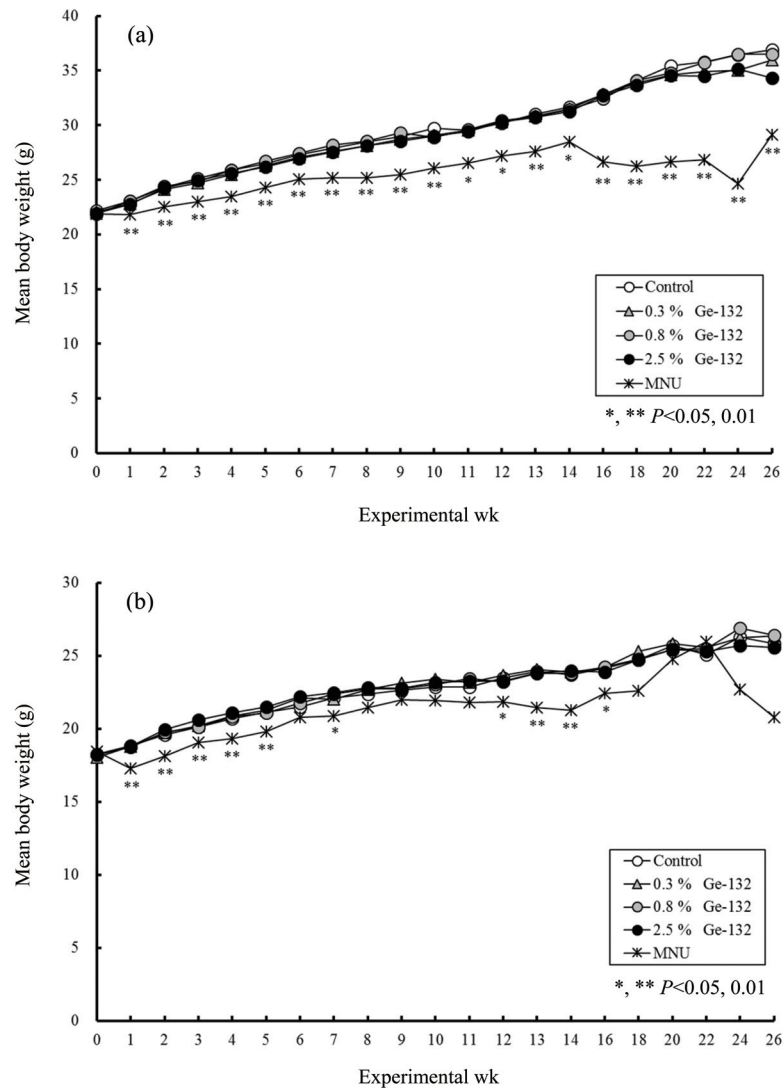 (a)
40
35
30
25
20
15
10
5
0
Mean body weight (g)
** ** ** ** ** ** ** ** ** ** * * ** * ** ** ** ** ** **
Control
0.3 % Ge-132
0.8 % Ge-132
2.5 % Ge-132
MNU
*, ** P<0.05, 0.01
0 1 2 3 4 5 6 7 8 9 10 11 12 13 14 16 18 20 22 24 26
Experimental wk
(b)
30
25
20
15
10
5
0
Mean body weight (g)
** ** ** ** ** * * ** ** *
Control
0.3 % Ge-132
0.8 % Ge-132
2.5 % Ge-132
MNU
*, ** P<0.05, 0.01
0 1 2 3 4 5 6 7 8 9 10 11 12 13 14 16 18 20 22 24 26
Experimental wk